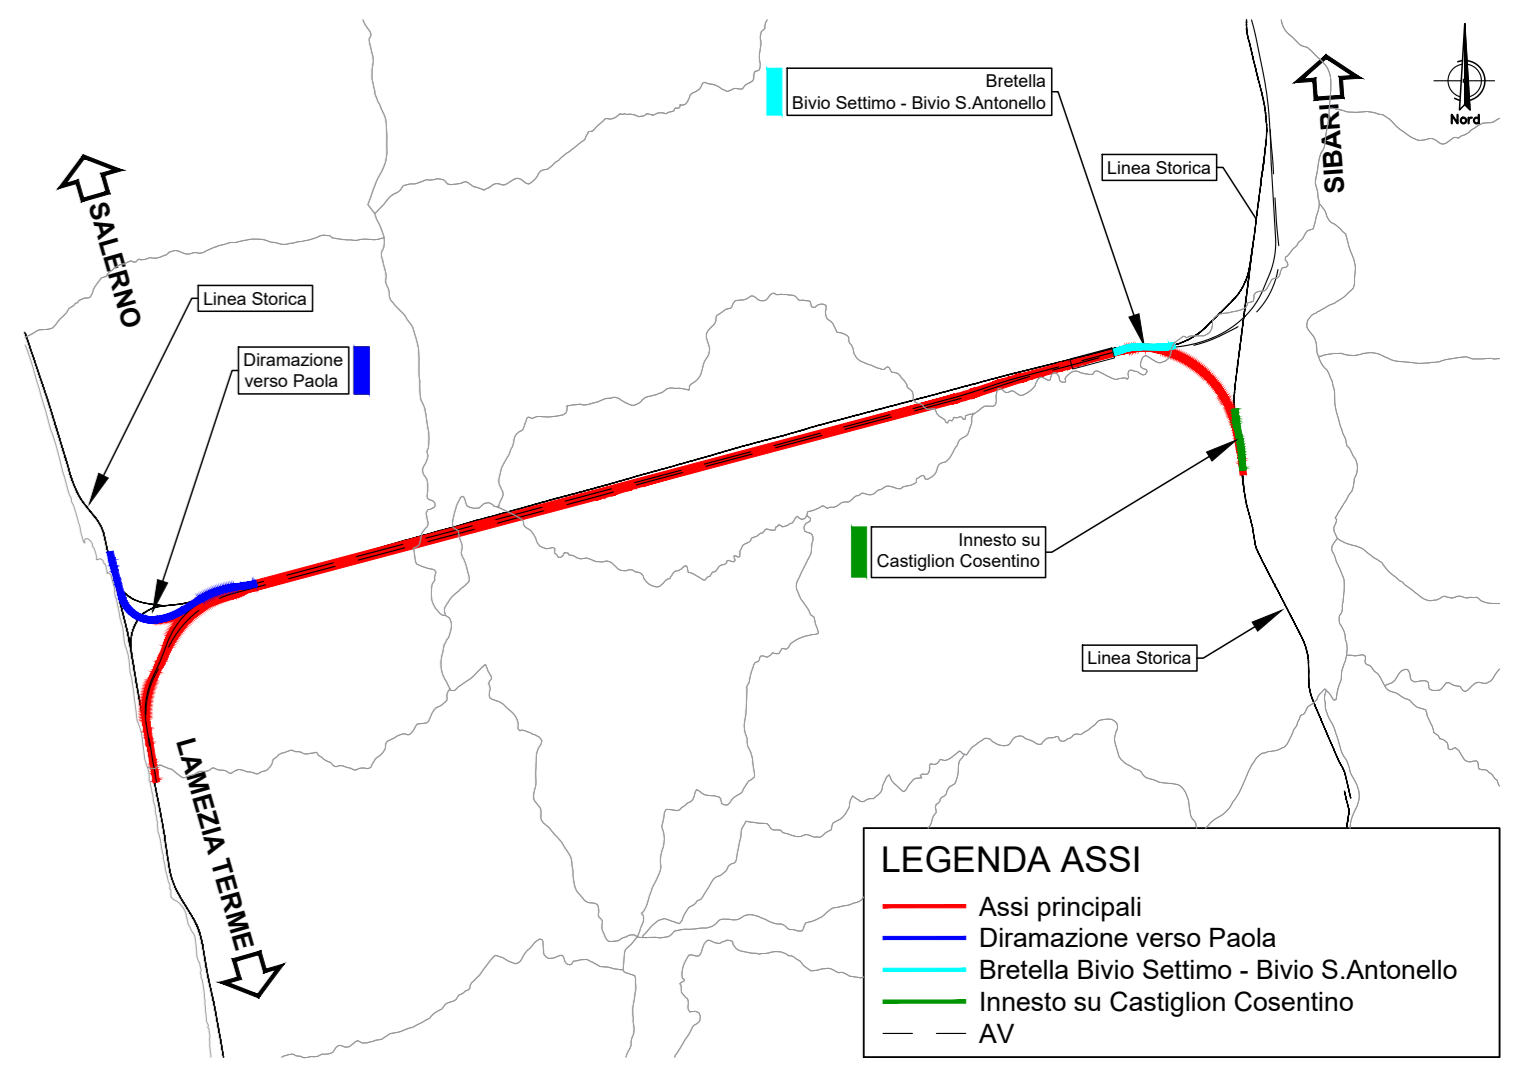 Bretella
Bivio Settimo - Bivio S.Antonello
Nord
SIBARI
Linea Storica
SALERNO
Linea Storica
Diramazione
verso Paola
Innesto su
Castiglion Cosentino
Linea Storica
LAMEZIA TERME
LEGENDA ASSI
Assi principali
Diramazione verso Paola
Bretella Bivio Settimo - Bivio S.Antonello
Innesto su Castiglion Cosentino
AV